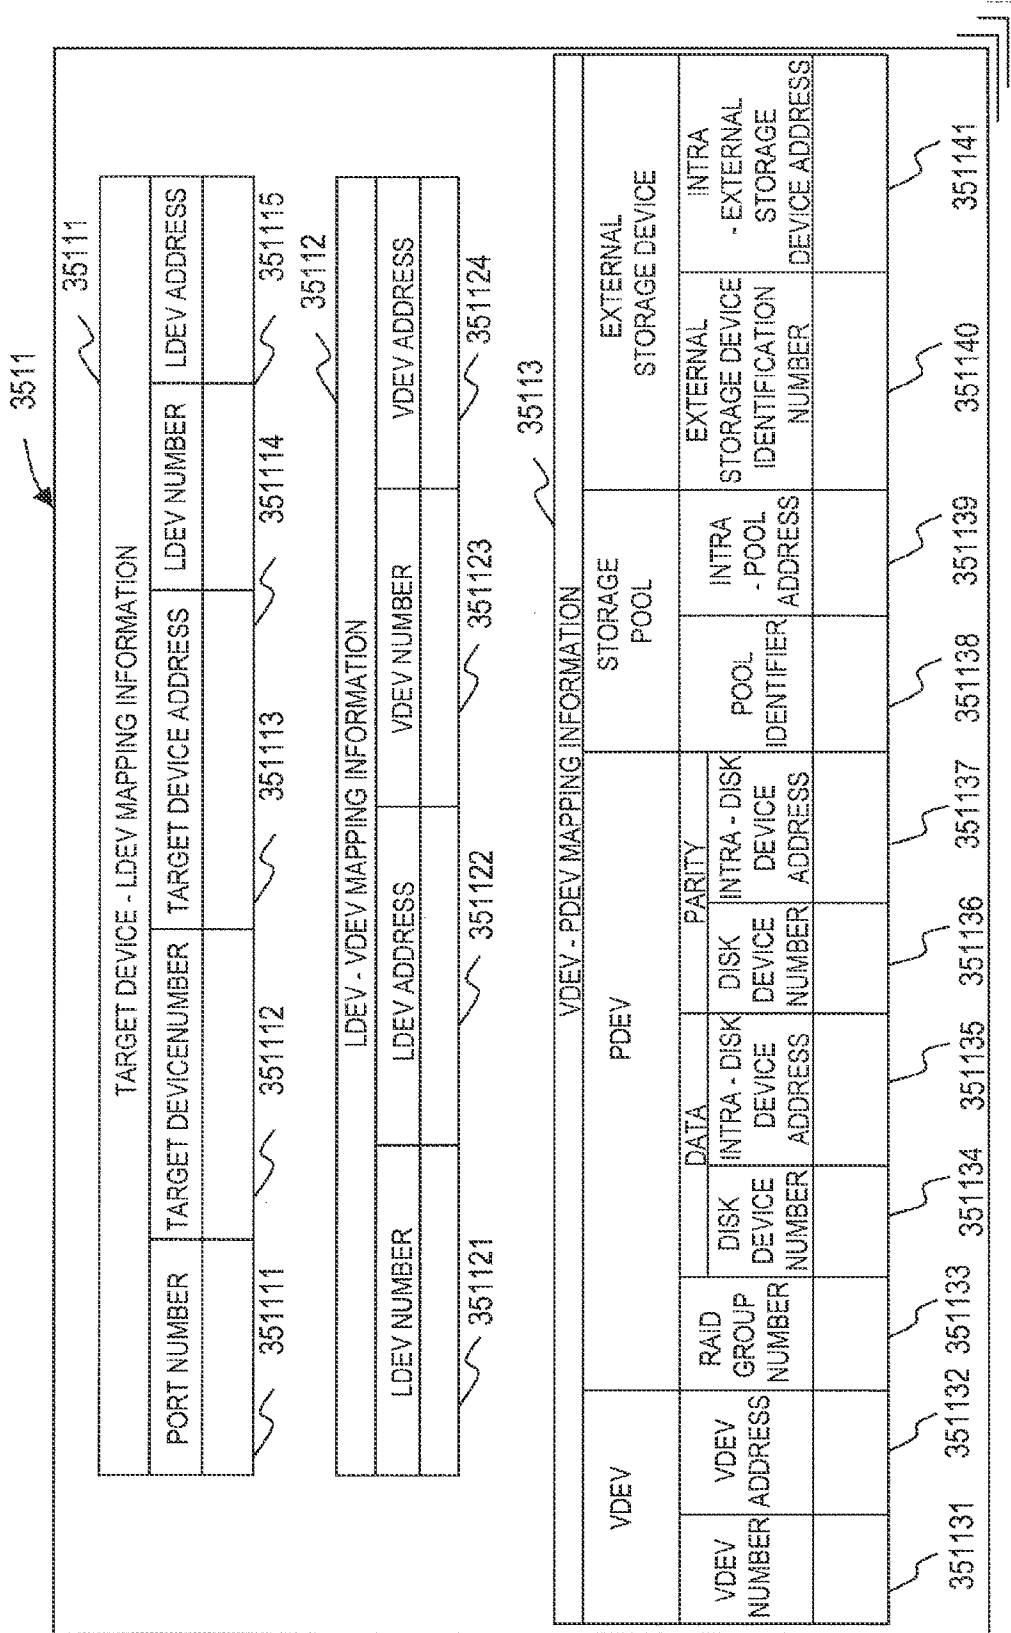 3511
35111
TARGET DEVICE - LDEV MAPPING INFORMATION
PORT NUMBER
TARGET DEVICENUMBER
TARGET DEVICE ADDRESS
LDEV NUMBER
LDEV ADDRESS
351111
351112
351113
351114
351115
35112
LDEV - VDEV MAPPING INFORMATION
LDEV NUMBER
LDEV ADDRESS
VDEV NUMBER
VDEV ADDRESS
351121
351122
351123
351124
35113
VDEV - PDEV MAPPING INFORMATION
VDEV
PDEV
STORAGE
POOL
EXTERNAL
STORAGE DEVICE
DATA
PARITY
VDEV
NUMBER
VDEV
ADDRESS
RAID
GROUP
NUMBER
DISK
DEVICE
NUMBER
INTRA - DISK
DEVICE
ADDRESS
DISK
DEVICE
NUMBER
INTRA - DISK
DEVICE
ADDRESS
POOL
IDENTIFIER
INTRA
- POOL
ADDRESS
EXTERNAL
STORAGE DEVICE
IDENTIFICATION
NUMBER
INTRA
- EXTERNAL
STORAGE
DEVICE ADDRESS
351131
351132
351133
351134
351135
351136
351137
351138
351139
351140
351141